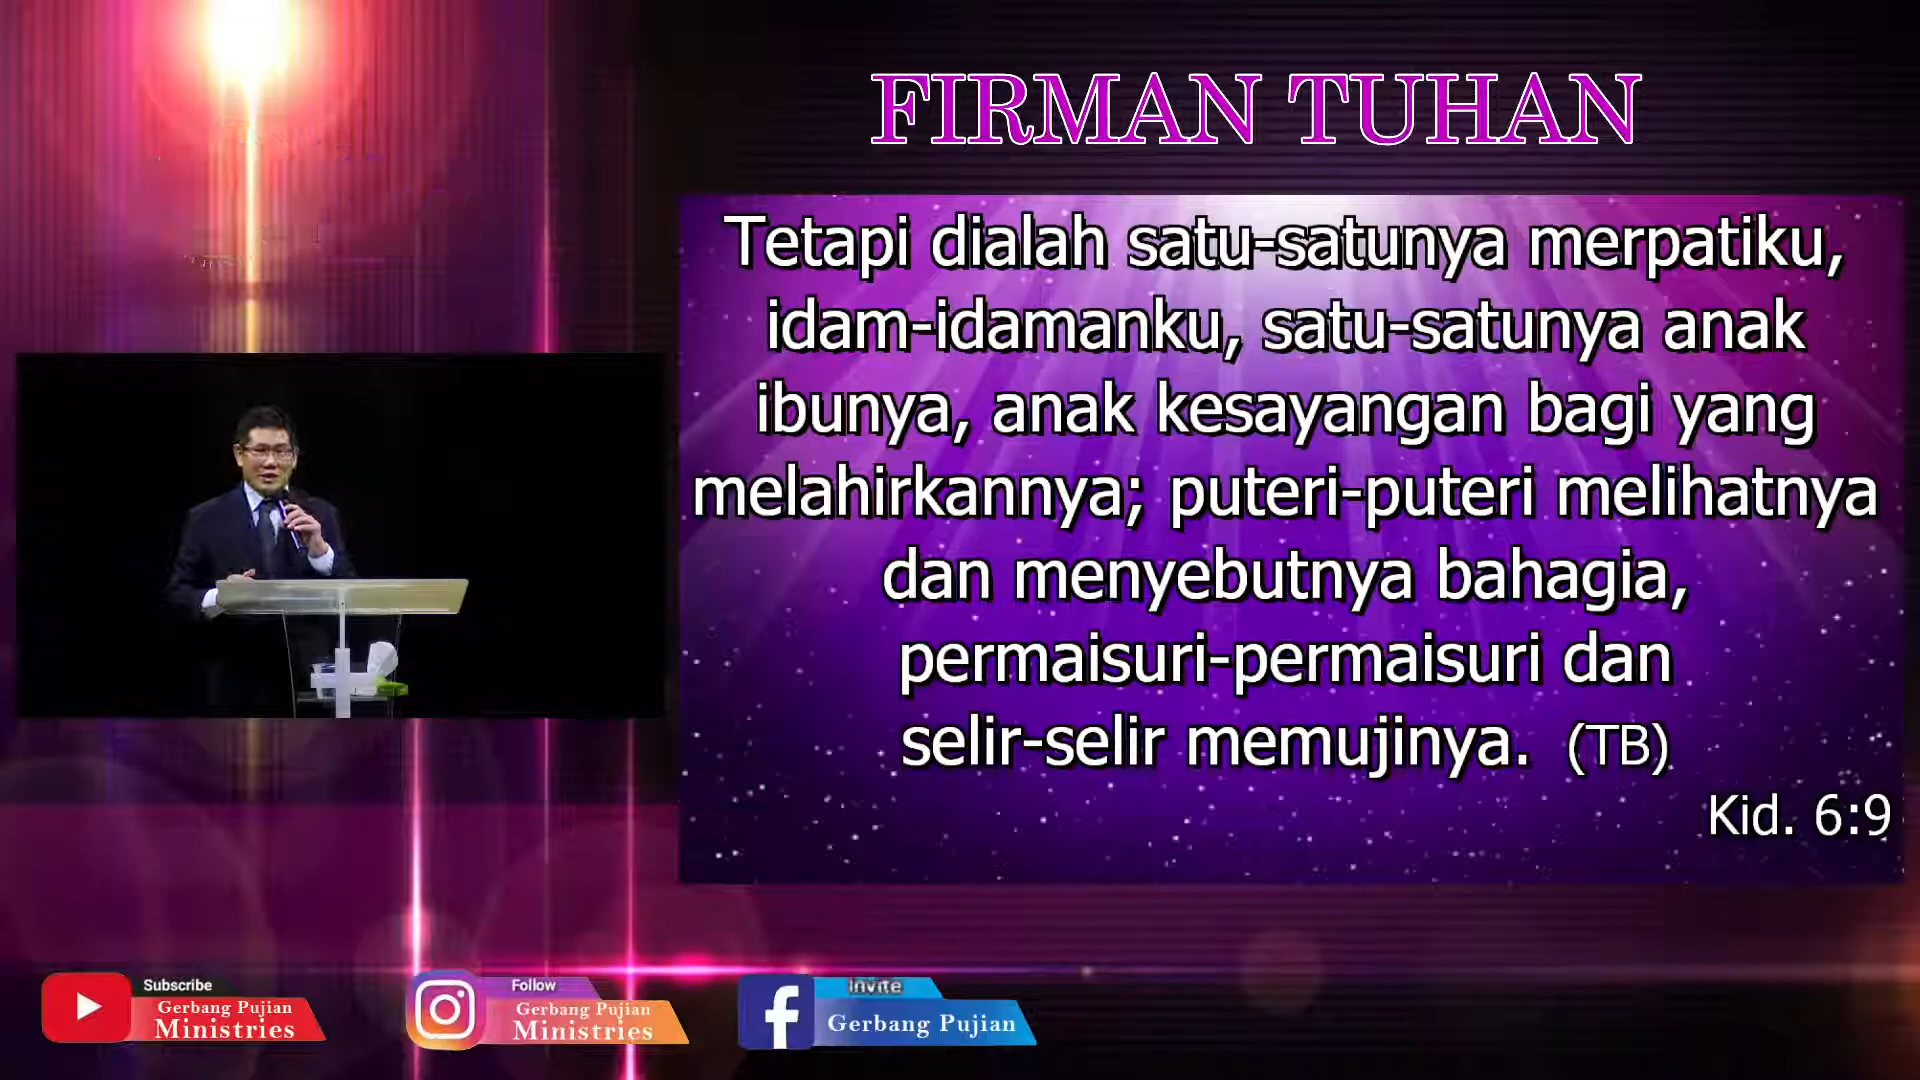 FIRMAN TUHAN
Tetapi dialah satu-satunya merpatiku,
idam-idamanku, satu-satunya anak
ibunya, anak kesayangan bagi yang
melahirkannya; puteri-puteri melihatnya
dan menyebutnya bahagia,
permaisuri-permaisuri dan
selir-selir memujinya. (TB)
Kid. 6:9
Subscribe
Gerbang Pujian
Ministries
Follow
Gerbang Pujian
Ministries
Invite
Gerbang Pujian